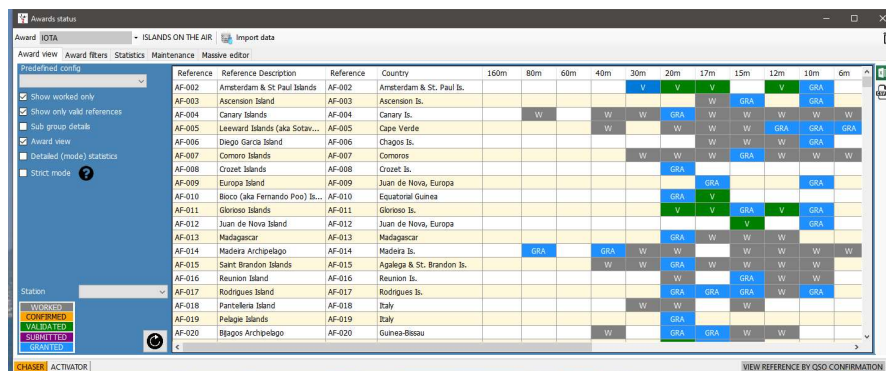 Awards status
Award IOTA ISLANDS ON THE AIR Import data
Award view Award filters Statistics Maintenance Massive editor
Predefined config
Show worked only
Show only valid references
Sub group details
Award view
Detailed (mode) statistics
Strict mode ?
Station
WORKED
CONFIRMED
VALIDATED
SUBMITTED
GRANTED
Reference Reference Description Reference Country 160m 80m 60m 40m 30m 20m 17m 15m 12m 10m 6m
AF-002 Amsterdam & St Paul Islands AF-002 Amsterdam & St. Paul Is. V V V V GRA
AF-003 Ascension Island AF-003 Ascension Is. W GRA GRA
AF-004 Canary Islands AF-004 Canary Is. W W W GRA W W W W
AF-005 Leeward Islands (aka Sotav... AF-005 Cape Verde W W W W GRA GRA GRA
AF-006 Diego Garcia Island AF-006 Chagos Is. W W W GRA
AF-007 Comoro Islands AF-007 Comoros W W W GRA W W W
AF-008 Crozet Islands AF-008 Crozet Is. GRA
AF-009 Europa Island AF-009 Juan de Nova, Europa GRA GRA
AF-010 Bioco (aka Fernando Poo) Is... AF-010 Equatorial Guinea GRA V
AF-011 Glorioso Islands AF-011 Glorioso Is. V V GRA V GRA
AF-012 Juan de Nova Island AF-012 Juan de Nova, Europa V GRA
AF-013 Madagascar AF-013 Madagascar GRA W W W
AF-014 Madeira Archipelago AF-014 Madeira Is. GRA GRA W W W W W W
AF-015 Saint Brandon Islands AF-015 Agalega & St. Brandon Is. W W GRA W W W W
AF-016 Reunion Island AF-016 Reunion Is. W GRA W W
AF-017 Rodrigues Island AF-017 Rodrigues Is. GRA GRA GRA W GRA
AF-018 Pantelleria Island AF-018 Italy W W W
AF-019 Pelagie Islands AF-019 Italy GRA
AF-020 Bijagos Archipelago AF-020 Guinea-Bissau W GRA GRA W W
CHASER ACTIVATOR VIEW REFERENCE BY QSO CONFIRMATION